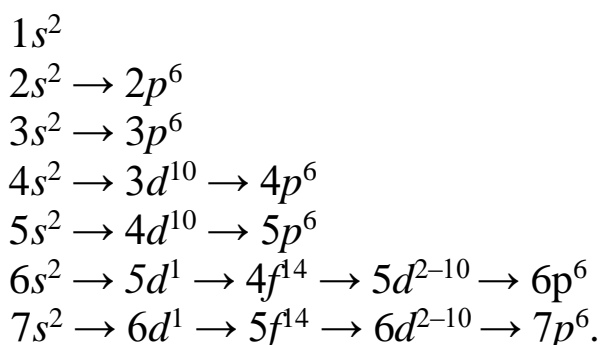 1s²
2s² → 2p⁶
3s² → 3p⁶
4s² → 3d¹⁰ → 4p⁶
5s² → 4d¹⁰ → 5p⁶
6s² → 5d¹ → 4f¹⁴ → 5d²⁻¹⁰ → 6p⁶
7s² → 6d¹ → 5f¹⁴ → 6d²⁻¹⁰ → 7p⁶.